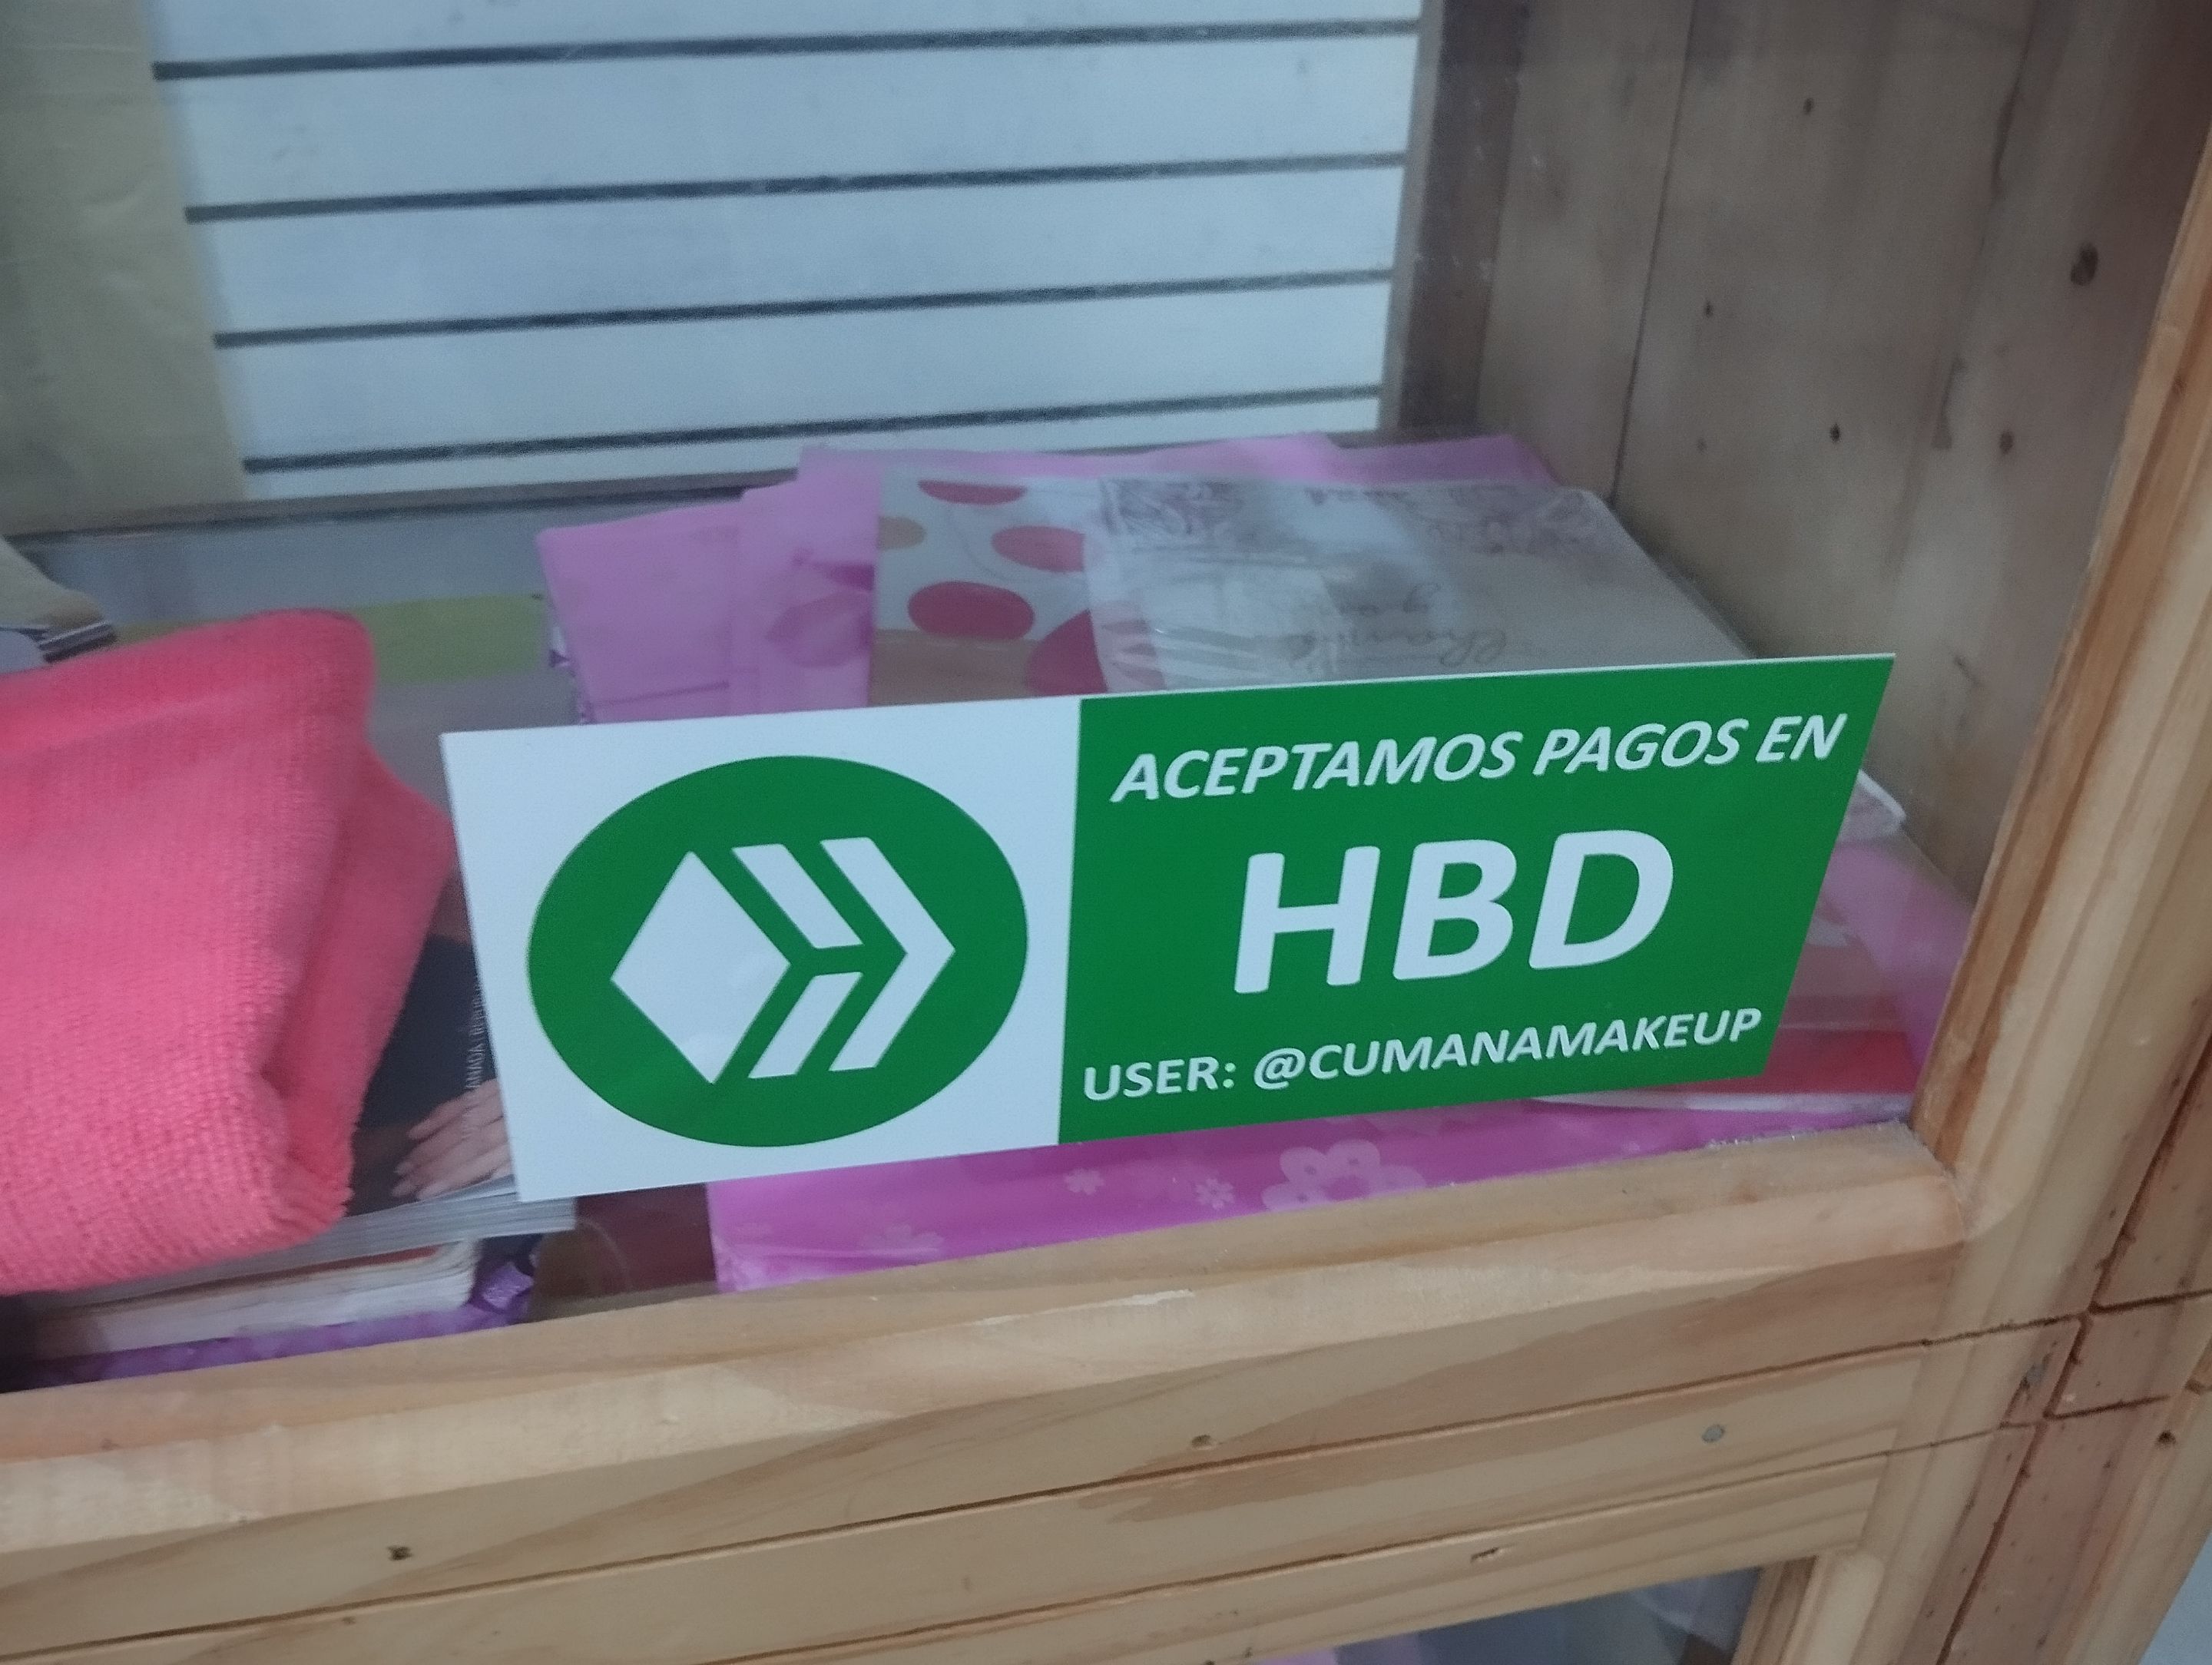 ACEPTAMOS PAGOS EN
HBD
USER: @CUMANAMAKEUP